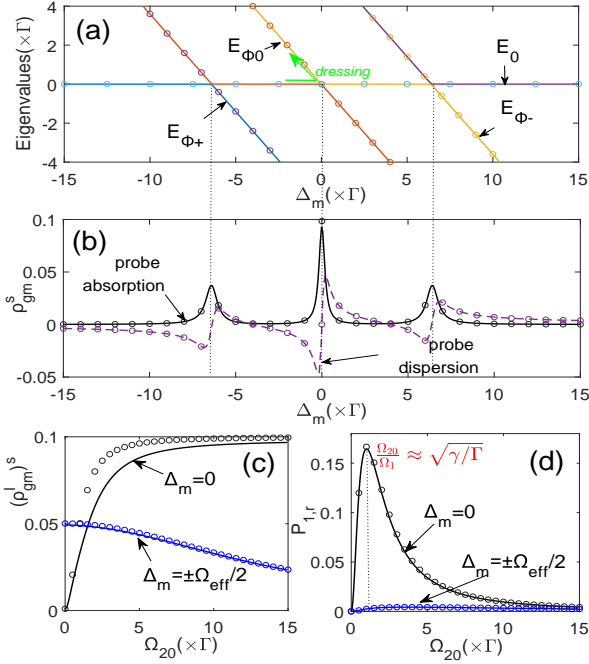 (a)
Eigenvalues(×Γ)
4
2
0
-2
-4
E_Φ+
E_Φ0
dressing
E_0
E_Φ-
-15 -10 -5 0 5 10 15
Δ_m(×Γ)
(b)
ρ^s_gm
0.1
0.05
0
-0.05
probe
absorption
probe
dispersion
-15 -10 -5 0 5 10 15
Δ_m(×Γ)
(c)
(ρ^I_gm)^s
0.1
0.05
0
Δ_m=0
Δ_m=±Ω_eff/2
0 5 10 15
Ω_20(×Γ)
(d)
P_1,r
0.15
0.10
0.05
0
Ω_20/Ω_1 ≈ √γ/Γ
Δ_m=0
Δ_m=±Ω_eff/2
0 5 10 15
Ω_20(×Γ)